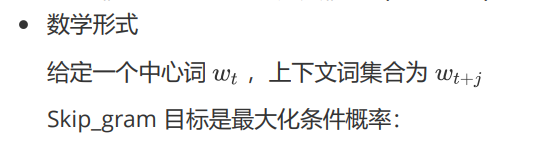 • 数学形式
给定一个中心词 $w_t$ ，上下文词集合为 $w_{t+j}$
Skip_gram 目标是最大化条件概率：